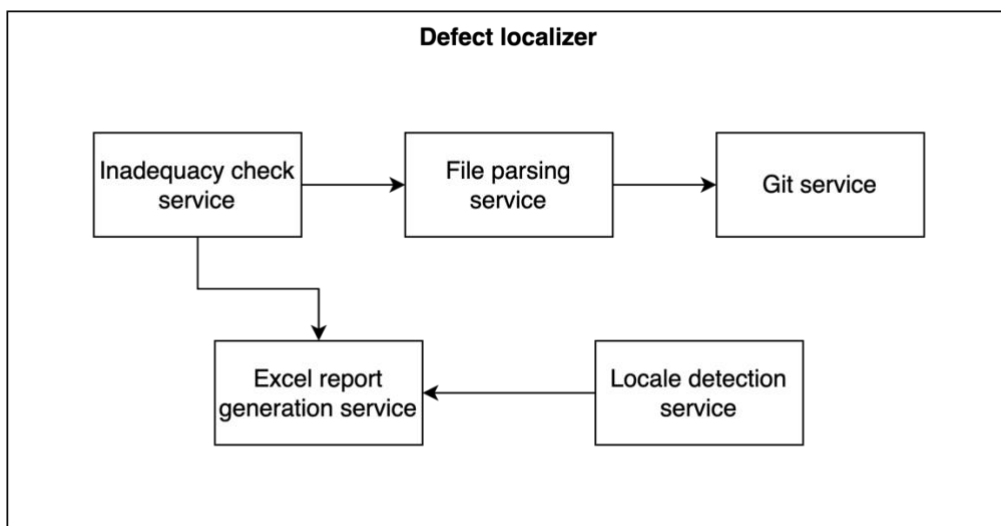 Defect localizer
Inadequacy check
service
File parsing
service
Git service
Excel report
generation service
Locale detection
service